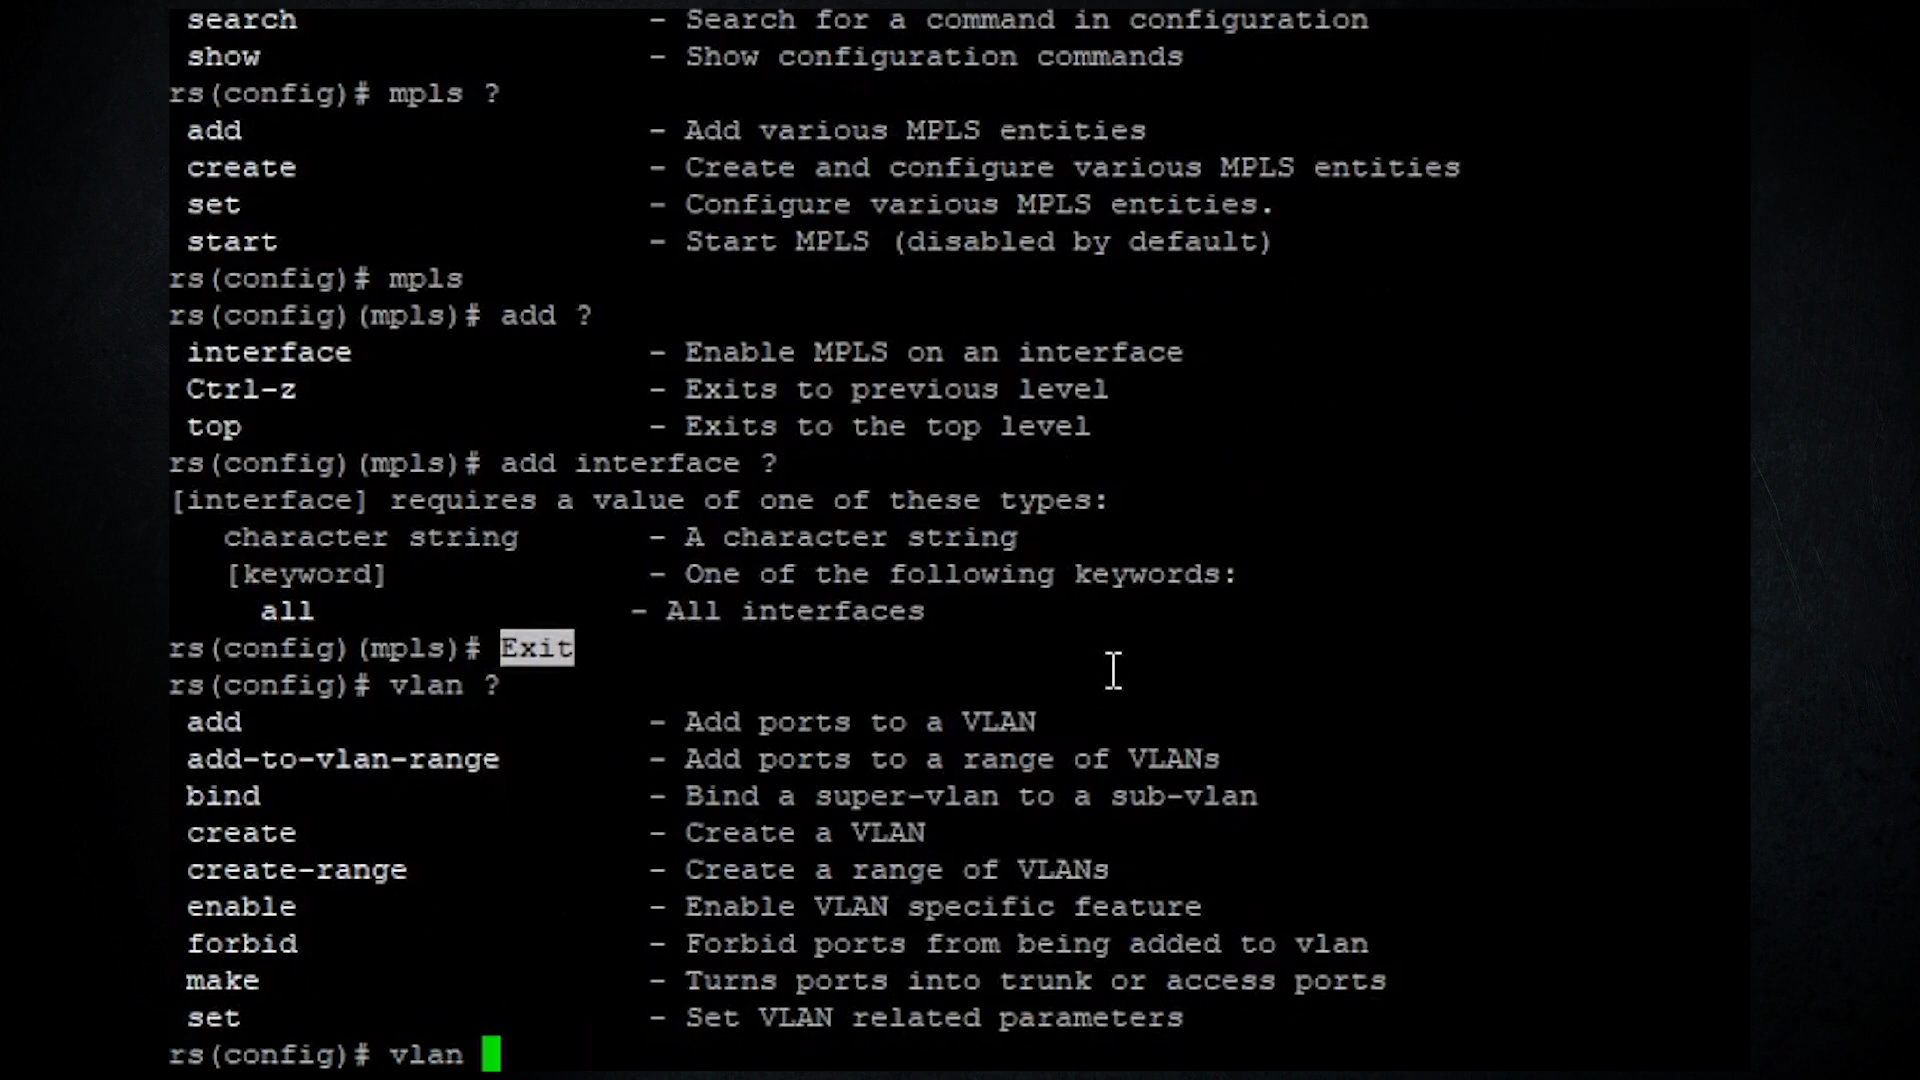 search - Search for a command in configuration
show - Show configuration commands
rs(config)# mpls ?
add - Add various MPLS entities
create - Create and configure various MPLS entities
set - Configure various MPLS entities.
start - Start MPLS (disabled by default)
rs(config)# mpls
rs(config)(mpls)# add ?
interface - Enable MPLS on an interface
Ctrl-z - Exits to previous level
top - Exits to the top level
rs(config)(mpls)# add interface ?
[interface] requires a value of one of these types:
character string - A character string
[keyword] - One of the following keywords:
all - All interfaces
rs(config)(mpls)# Exit
rs(config)# vlan ?
add - Add ports to a VLAN
add-to-vlan-range - Add ports to a range of VLANs
bind - Bind a super-vlan to a sub-vlan
create - Create a VLAN
create-range - Create a range of VLANs
enable - Enable VLAN specific feature
forbid - Forbid ports from being added to vlan
make - Turns ports into trunk or access ports
set - Set VLAN related parameters
rs(config)# vlan